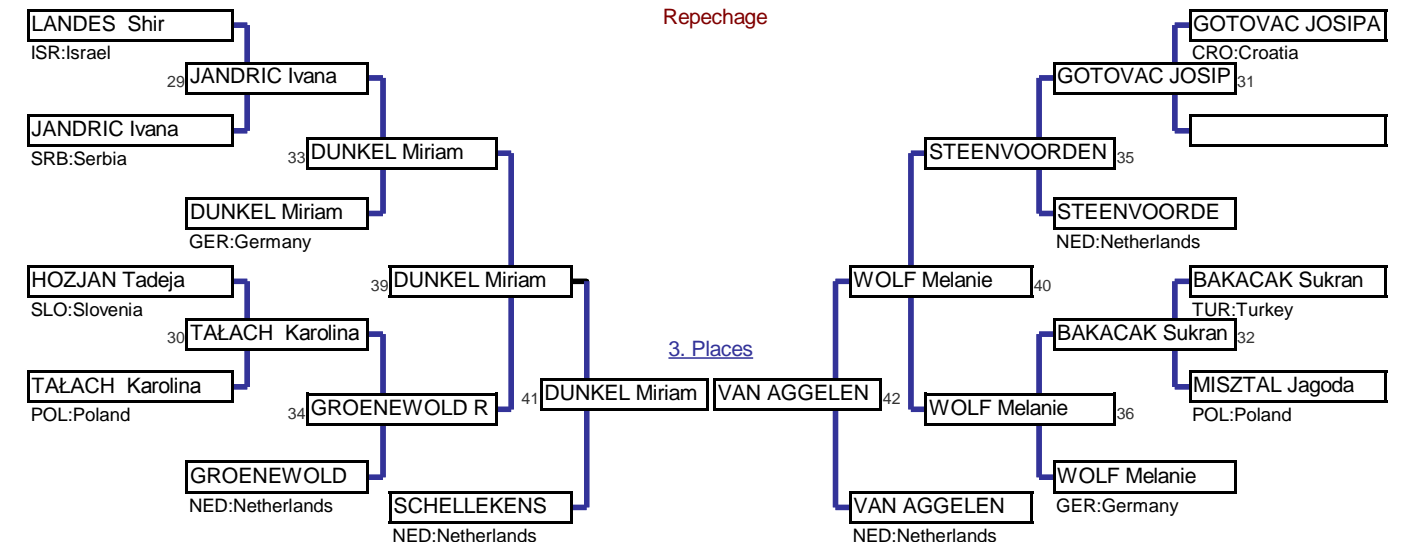 Repechage
LANDES Shir
ISR:Israel
29 JANDRIC Ivana
JANDRIC Ivana
SRB:Serbia
33 DUNKEL Miriam
DUNKEL Miriam
GER:Germany
HOZJAN Tadeja
SLO:Slovenia
39 DUNKEL Miriam
30 TAŁACH Karolina
TAŁACH Karolina
POL:Poland
34 GROENEWOLD R
GROENEWOLD
NED:Netherlands
41 DUNKEL Miriam
SCHELLEKENS
NED:Netherlands
3. Places
GOTOVAC JOSIPA
CRO:Croatia
GOTOVAC JOSIP 31
STEENVOORDEN 35
STEENVOORDE
NED:Netherlands
WOLF Melanie 40
BAKACAK Sukran
TUR:Turkey
BAKACAK Sukran 32
MISZTAL Jagoda
POL:Poland
VAN AGGELEN 42
WOLF Melanie 36
WOLF Melanie
GER:Germany
VAN AGGELEN
NED:Netherlands